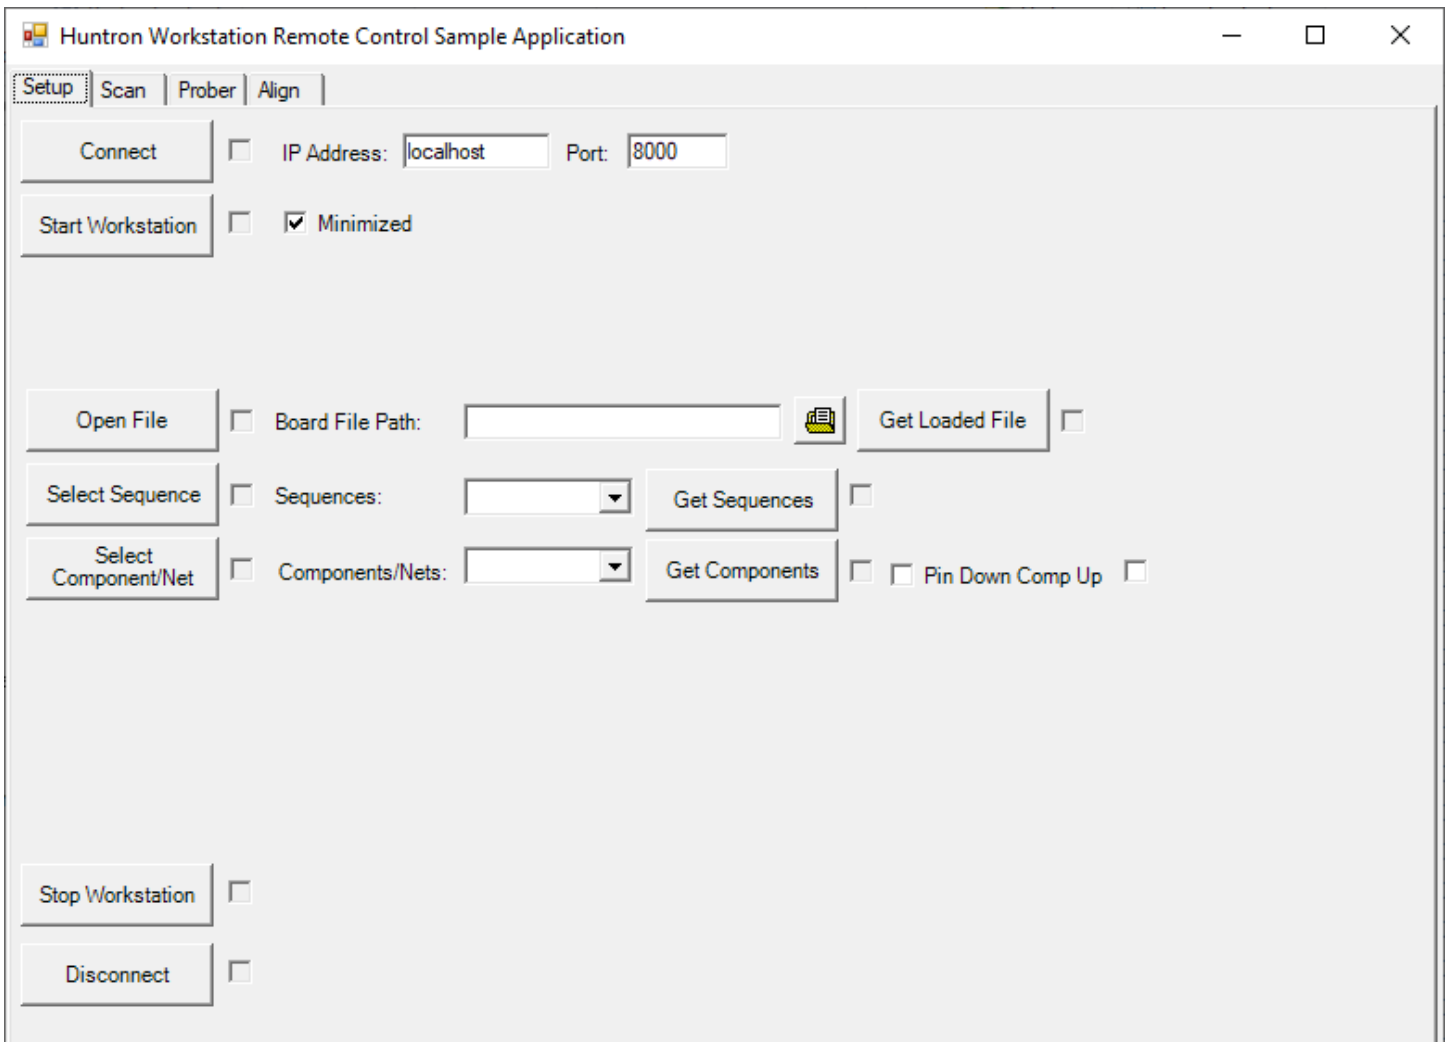 Huntron Workstation Remote Control Sample Application
Setup Scan Prober Align
Connect IP Address: localhost Port: 8000
Start Workstation Minimized
Open File Board File Path: Get Loaded File
Select Sequence Sequences: Get Sequences
Select
Component/Net Components/Nets: Get Components Pin Down Comp Up
Stop Workstation
Disconnect